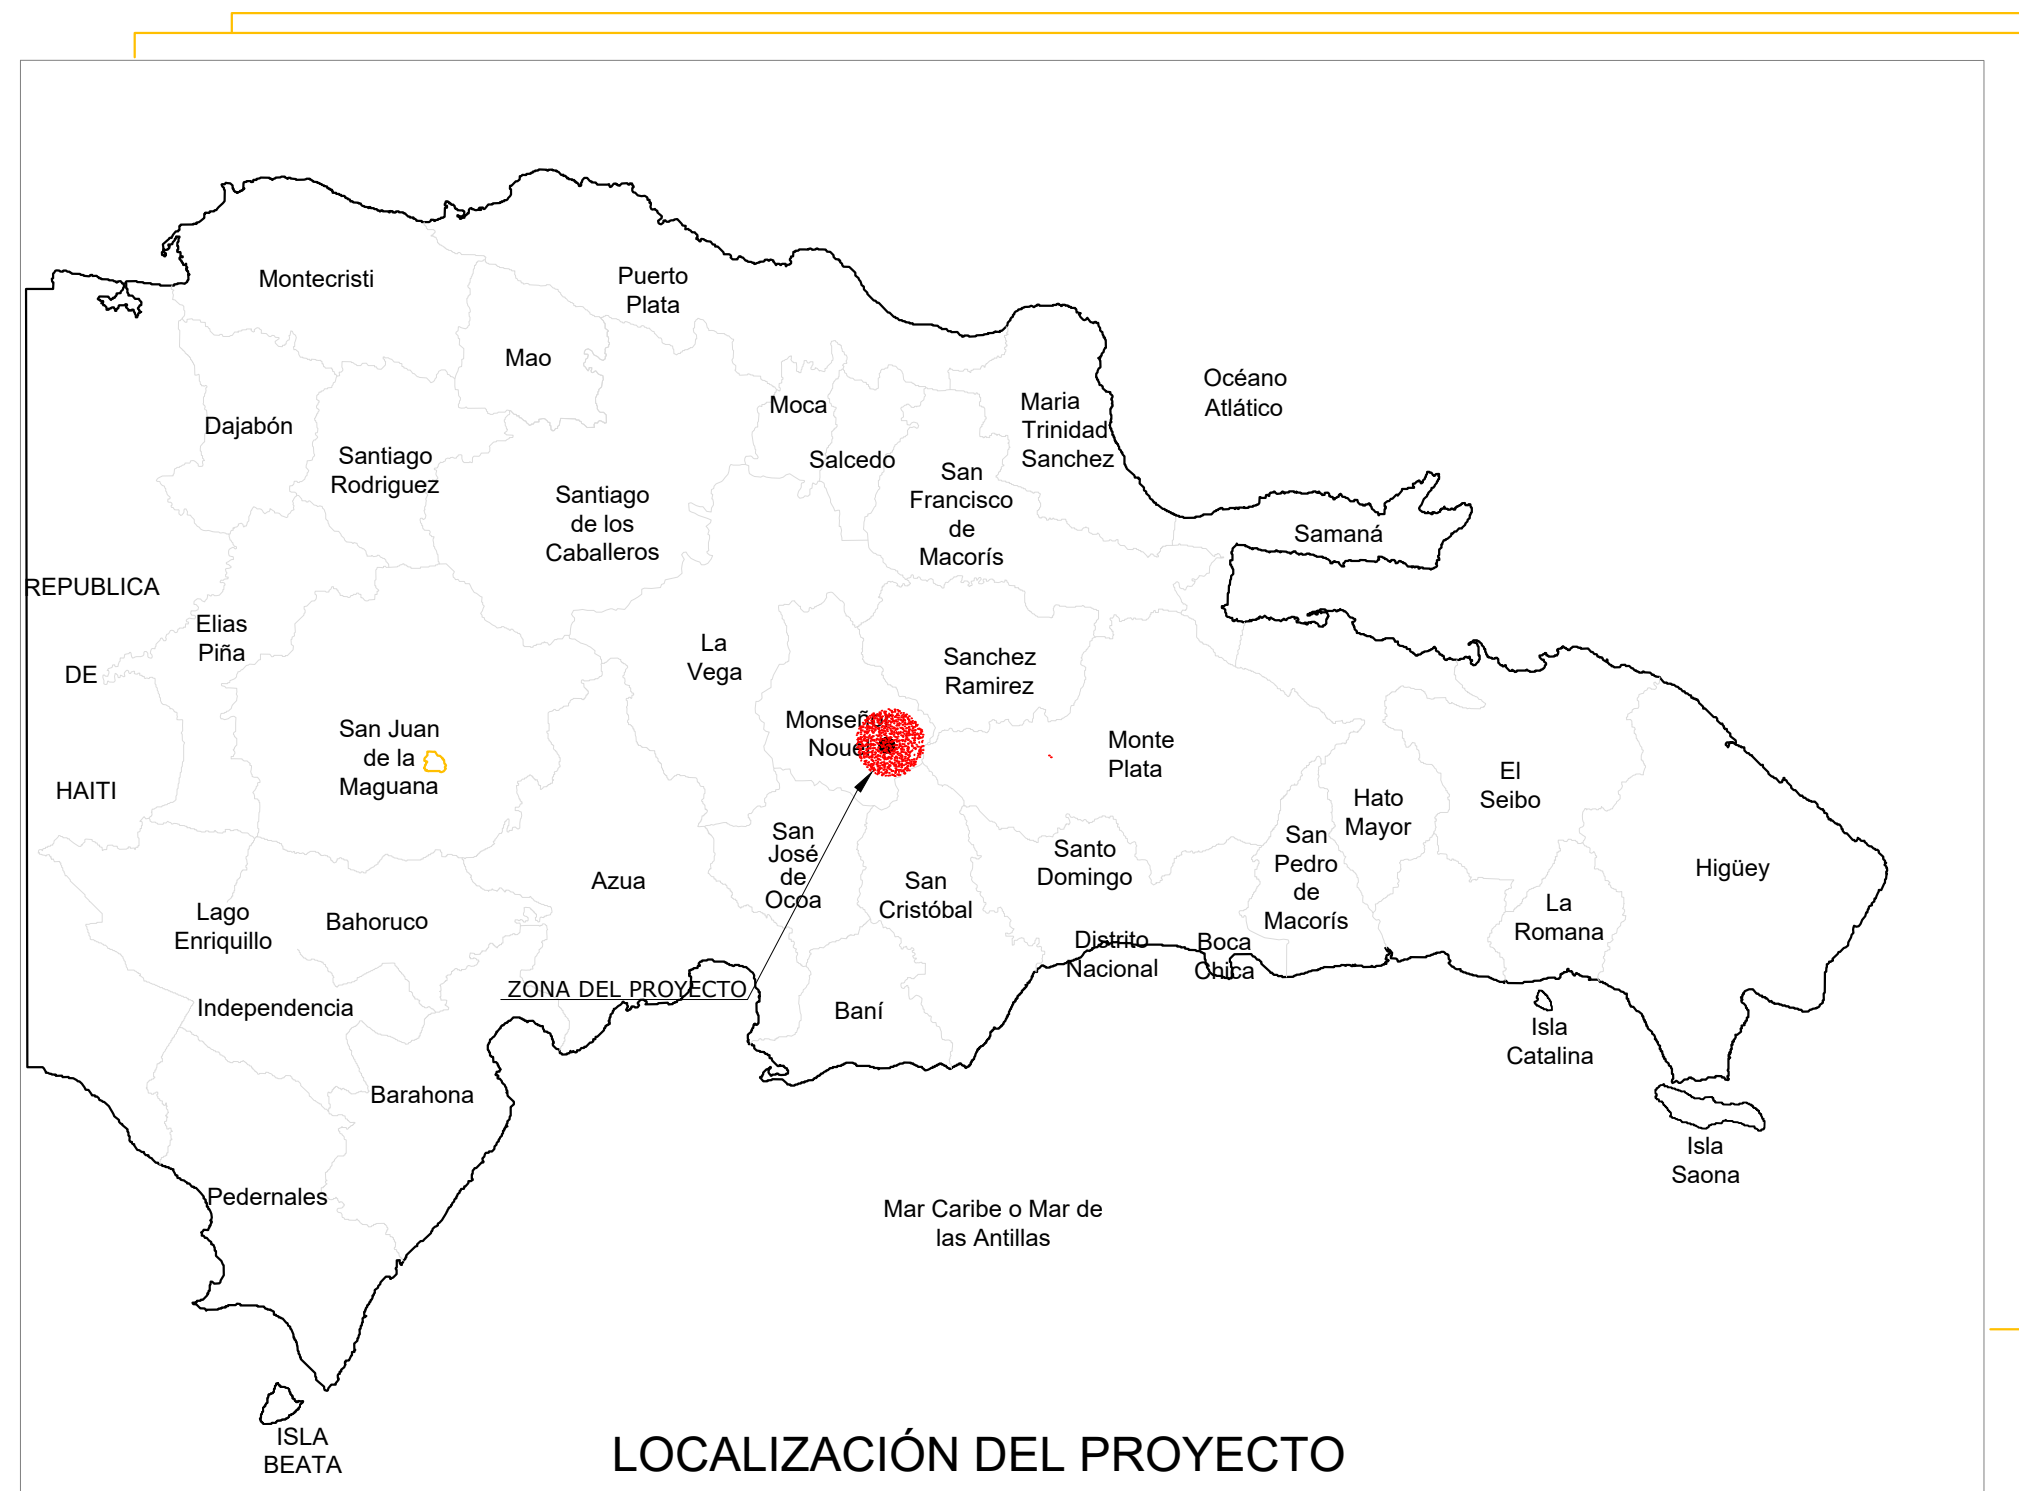 Montecristi
Puerto
Plata
Mao
Dajabón
Santiago
Rodriguez
Moca
Salcedo
Maria
Trinidad
Sanchez
Océano
Atlático
San
Francisco
de
Macorís
Santiago
de los
Caballeros
Samaná
REPUBLICA
DE
HAITI
Elias
Piña
La
Vega
Sanchez
Ramirez
San Juan
de la
Maguana
Monseñor
Nouel
Monte
Plata
El
Seibo
Hato
Mayor
San
José
de
Ocoa
Azua
San
Cristóbal
Santo
Domingo
San
Pedro
de
Macorís
Higüey
La
Romana
Lago
Enriquillo
Bahoruco
Distrito
Nacional
Boca
Chica
ZONA DEL PROYECTO
Independencia
Baní
Isla
Catalina
Barahona
Isla
Saona
Pedernales
Mar Caribe o Mar de
las Antillas
ISLA
BEATA
LOCALIZACIÓN DEL PROYECTO